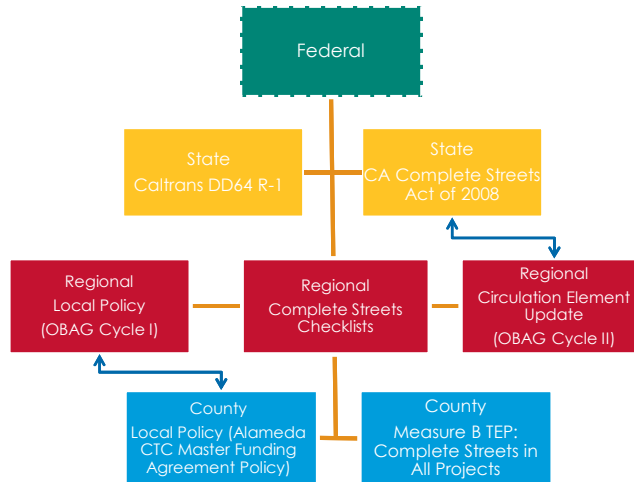 Federal
State
Caltrans DD64 R-1
State
CA Complete Streets
Act of 2008
Regional
Local Policy
(OBAG Cycle I)
Regional
Complete Streets
Checklists
Regional
Circulation Element
Update
(OBAG Cycle II)
County
Local Policy (Alameda
CTC Master Funding
Agreement Policy)
County
Measure B TEP:
Complete Streets in
All Projects